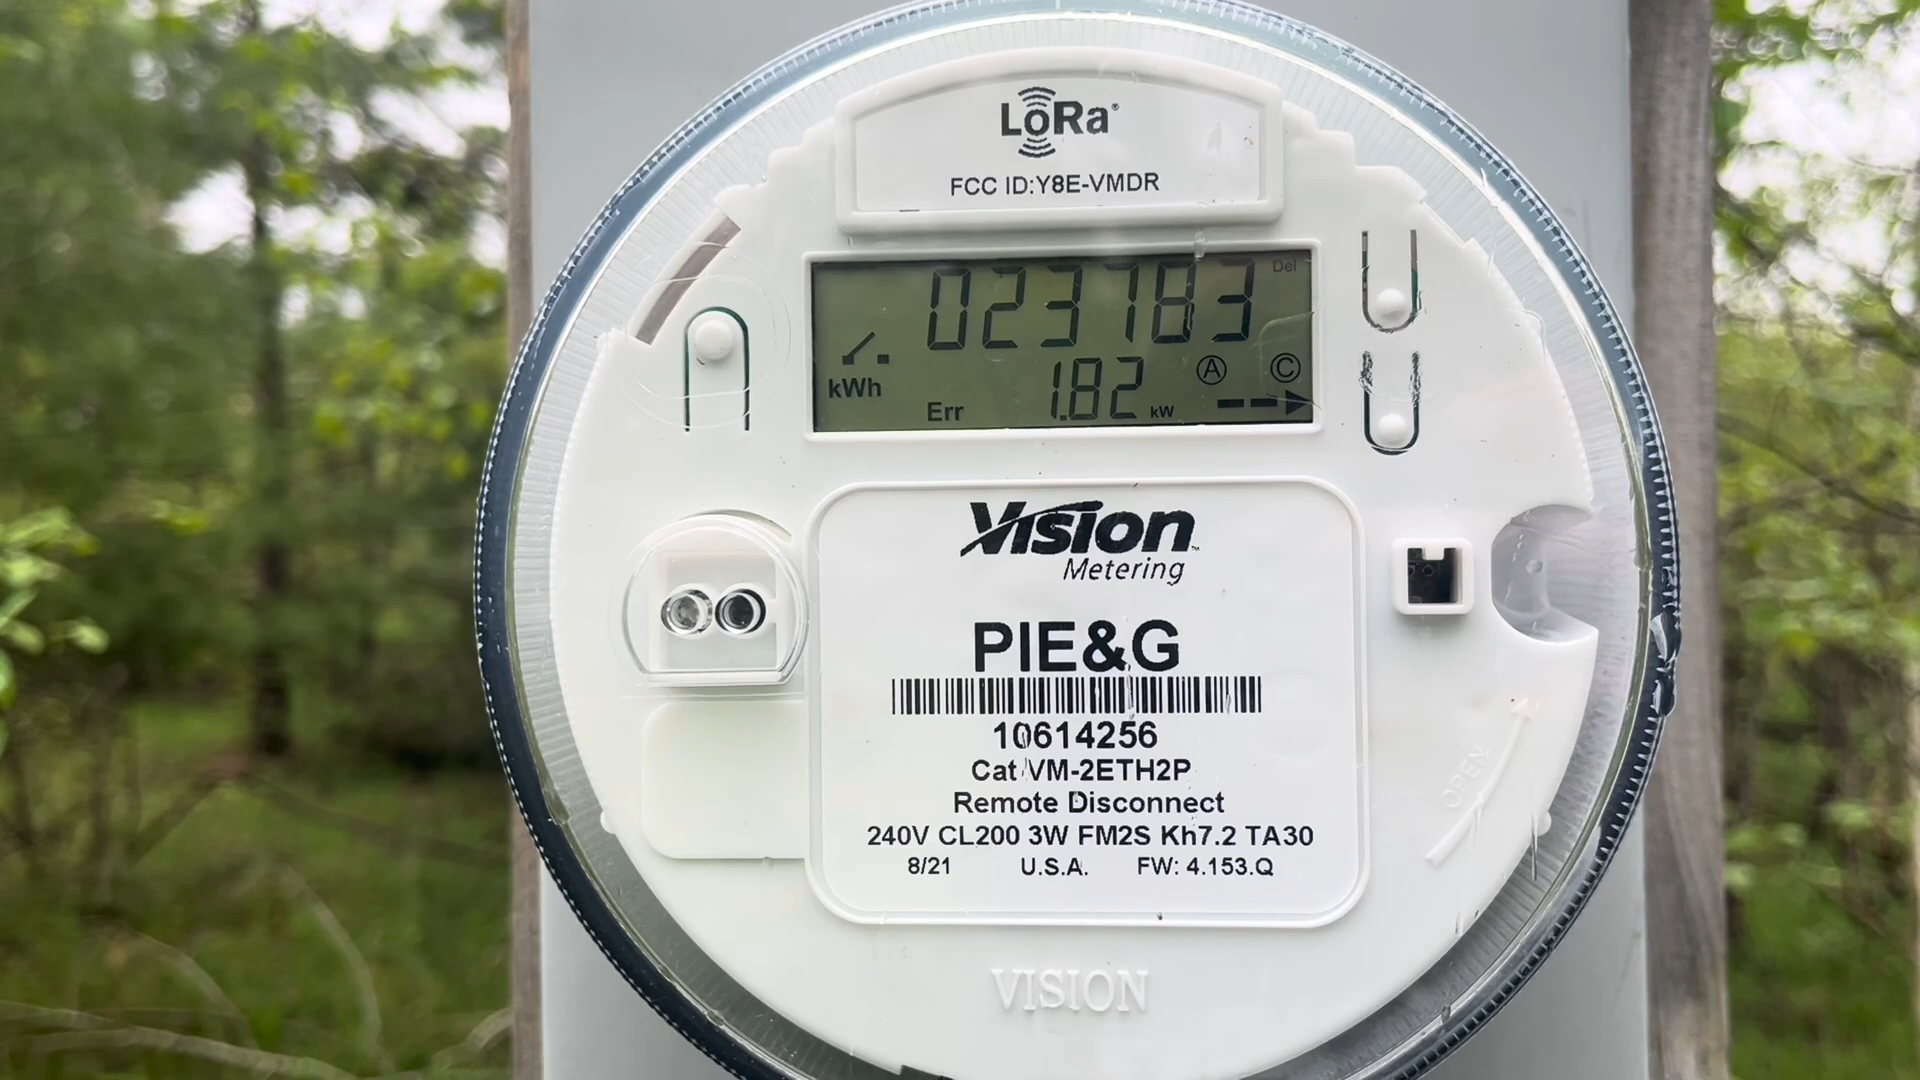 LoRa®
FCC ID:Y8E-VMDR
023783 Del
kWh
Err 1.82 kW A C
Vision™
Metering
PIE&G
10614256
Cat VM-2ETH2P
Remote Disconnect
240V CL200 3W FM2S Kh7.2 TA30
8/21 U.S.A. FW: 4.153.Q
OPEN
VISION